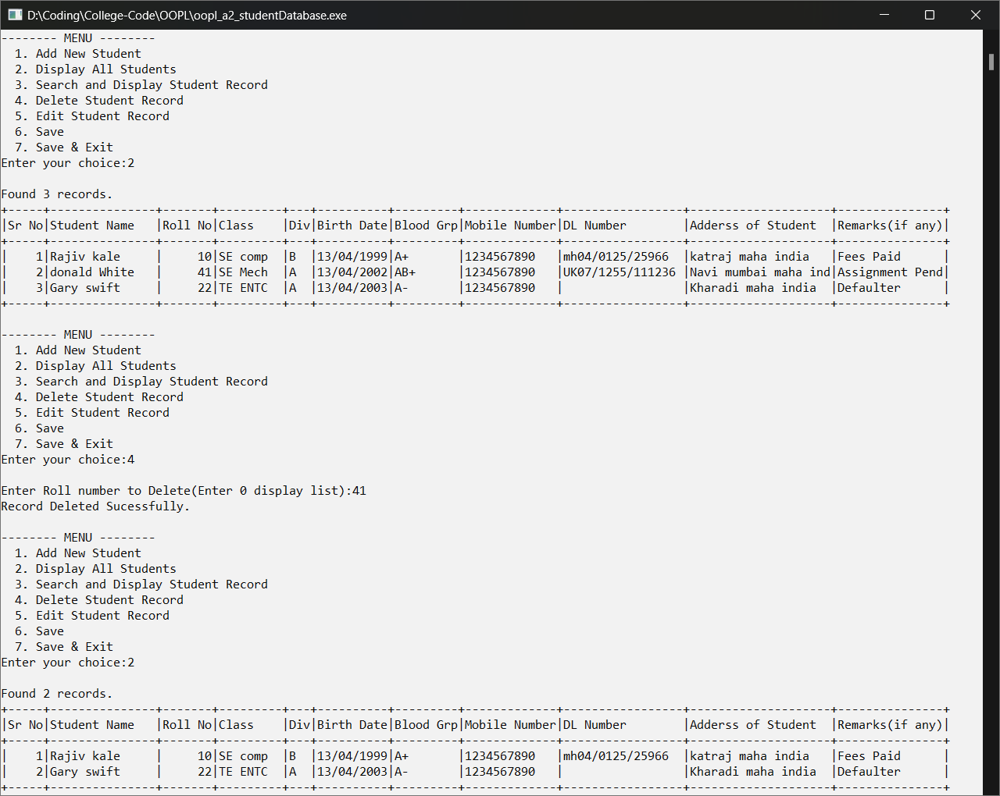 D:\Coding\College-Code\OOPL\oopl_a2_studentDatabase.exe
-------- MENU --------
  1. Add New Student
  2. Display All Students
  3. Search and Display Student Record
  4. Delete Student Record
  5. Edit Student Record
  6. Save
  7. Save & Exit
Enter your choice:2

Found 3 records.
+-----+---------------+-------+---------+---+----------+---------+-------------+-----------------+--------------------+---------------+
|Sr No|Student Name   |Roll No|Class    |Div|Birth Date|Blood Grp|Mobile Number|DL Number        |Adderss of Student  |Remarks(if any)|
+-----+---------------+-------+---------+---+----------+---------+-------------+-----------------+--------------------+---------------+
|    1|Rajiv kale     |     10|SE comp  |B  |13/04/1999|A+       |1234567890   |mh04/0125/25966  |katraj maha india   |Fees Paid      |
|    2|donald White   |     41|SE Mech  |A  |13/04/2002|AB+      |1234567890   |UK07/1255/111236 |Navi mumbai maha ind|Assignment Pend|
|    3|Gary swift     |     22|TE ENTC  |A  |13/04/2003|A-       |1234567890   |                 |Kharadi maha india  |Defaulter      |
+-----+---------------+-------+---------+---+----------+---------+-------------+-----------------+--------------------+---------------+

-------- MENU --------
  1. Add New Student
  2. Display All Students
  3. Search and Display Student Record
  4. Delete Student Record
  5. Edit Student Record
  6. Save
  7. Save & Exit
Enter your choice:4

Enter Roll number to Delete(Enter 0 display list):41
Record Deleted Sucessfully.

-------- MENU --------
  1. Add New Student
  2. Display All Students
  3. Search and Display Student Record
  4. Delete Student Record
  5. Edit Student Record
  6. Save
  7. Save & Exit
Enter your choice:2

Found 2 records.
+-----+---------------+-------+---------+---+----------+---------+-------------+-----------------+--------------------+---------------+
|Sr No|Student Name   |Roll No|Class    |Div|Birth Date|Blood Grp|Mobile Number|DL Number        |Adderss of Student  |Remarks(if any)|
+-----+---------------+-------+---------+---+----------+---------+-------------+-----------------+--------------------+---------------+
|    1|Rajiv kale     |     10|SE comp  |B  |13/04/1999|A+       |1234567890   |mh04/0125/25966  |katraj maha india   |Fees Paid      |
|    2|Gary swift     |     22|TE ENTC  |A  |13/04/2003|A-       |1234567890   |                 |Kharadi maha india  |Defaulter      |
+-----+---------------+-------+---------+---+----------+---------+-------------+-----------------+--------------------+---------------+